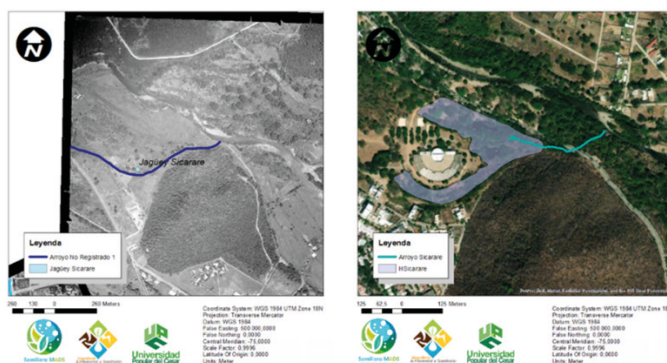 N
Jagüey Sicarare
Leyenda
Arroyo No Registrado 1
Jagüey Sicarare
260 130 0 260 Meters
Coordinate System: WGS 1984 UTM Zone 18N
Projection: Transverse Mercator
Datum: WGS 1984
False Easting: 500.000,0000
False Northing: 0,0000
Central Meridian: -75,0000
Scale Factor: 0,9996
Latitude Of Origin: 0,0000
Units: Meter
Semillero MIADS
Universidad
Popular del Cesar
N
Leyenda
Arroyo Sicarare
HSicarare
125 62,5 0 125 Meters
Coordinate System: WGS 1984 UTM Zone 18N
Projection: Transverse Mercator
Datum: WGS 1984
False Easting: 500.000,0000
False Northing: 0,0000
Central Meridian: -75,0000
Scale Factor: 0,9996
Latitude Of Origin: 0,0000
Units: Meter
Semillero MIADS
Universidad
Popular del Cesar